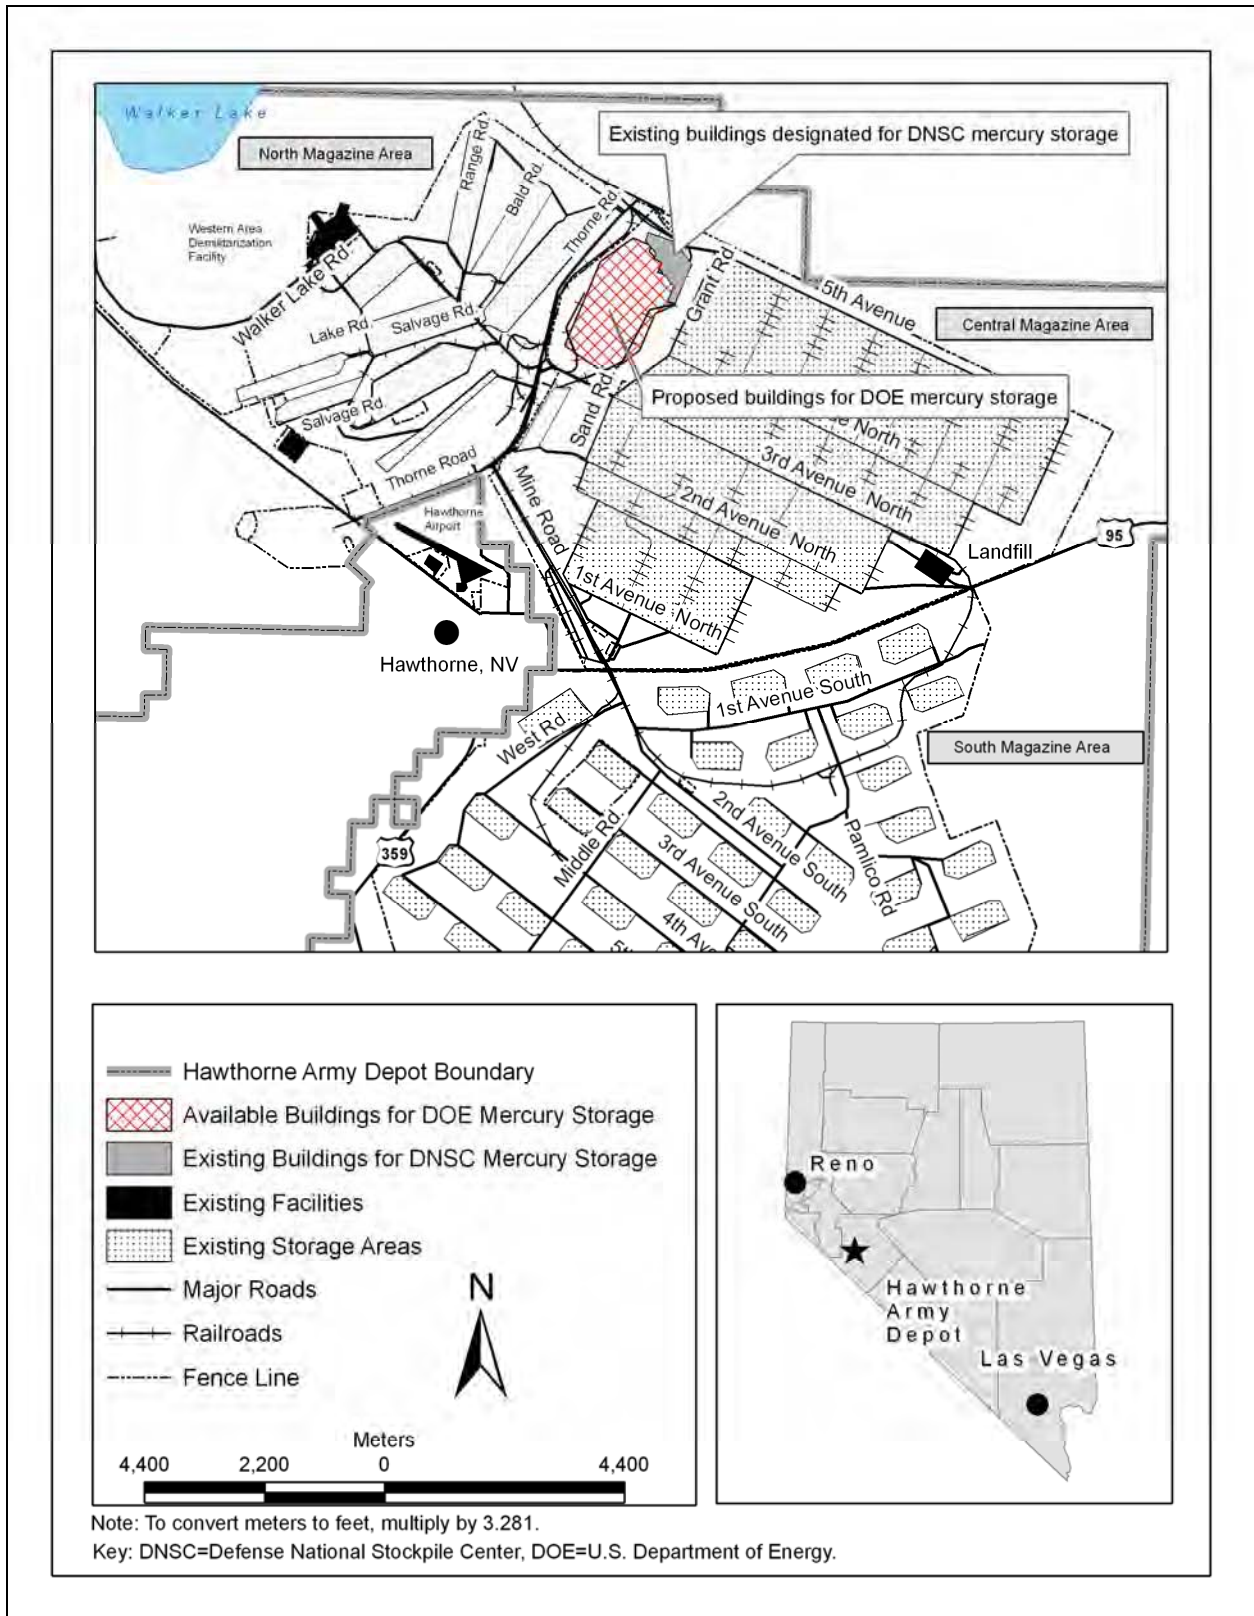 Walker Lake
North Magazine Area
Existing buildings designated for DNSC mercury storage
Range Rd.
Bald Rd.
Thorne Rd.
Western Area
Demilitarization
Facility
Walker Lake Rd.
Lake Rd.
Salvage Rd.
Grant Rd
5th Avenue
Central Magazine Area
Salvage Rd.
Sand Rd.
Proposed buildings for DOE mercury storage
North
3rd Avenue North
Thorne Road
Mine Road
2nd Avenue North
Hawthorne
Airport
95
Landfill
1st Avenue North
Hawthorne, NV
1st Avenue South
West Rd
South Magazine Area
2nd Avenue South
Middle Rd.
3rd Avenue South
Pamlico Rd
359
4th Ave
5t
Hawthorne Army Depot Boundary
Available Buildings for DOE Mercury Storage
Existing Buildings for DNSC Mercury Storage
Existing Facilities
Existing Storage Areas
Major Roads
Railroads
Fence Line
N
Meters
4,400 2,200 0 4,400
Reno
Hawthorne
Army
Depot
Las Vegas
Note: To convert meters to feet, multiply by 3.281.
Key: DNSC=Defense National Stockpile Center, DOE=U.S. Department of Energy.